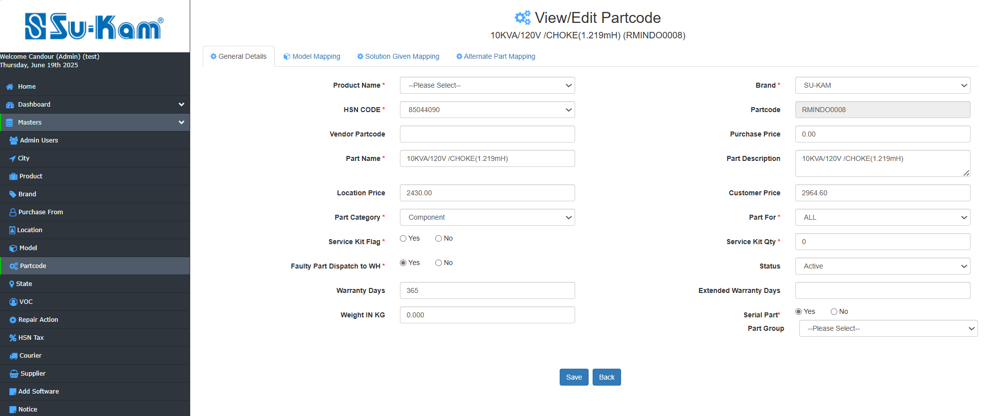 Su-Kam®
Welcome Candour (Admin) (test)
Thursday, June 19th 2025
Home
Dashboard
Masters
Admin Users
City
Product
Brand
Purchase From
Location
Model
Partcode
State
VOC
Repair Action
HSN Tax
Courier
Supplier
Add Software
Notice
View/Edit Partcode
10KVA/120V /CHOKE(1.219mH) (RMINDO0008)
General Details Model Mapping Solution Given Mapping Alternate Part Mapping
Product Name * --Please Select-- Brand * SU-KAM
HSN CODE * 85044090 Partcode RMINDO0008
Vendor Partcode Purchase Price 0.00
Part Name * 10KVA/120V /CHOKE(1.219mH) Part Description 10KVA/120V /CHOKE(1.219mH)
Location Price 2430.00 Customer Price 2964.60
Part Category * Component Part For * ALL
Service Kit Flag * Yes No Service Kit Qty * 0
Faulty Part Dispatch to WH * Yes No Status Active
Warranty Days 365 Extended Warranty Days
Weight IN KG 0.000 Serial Part* Yes No
Part Group --Please Select--
Save Back